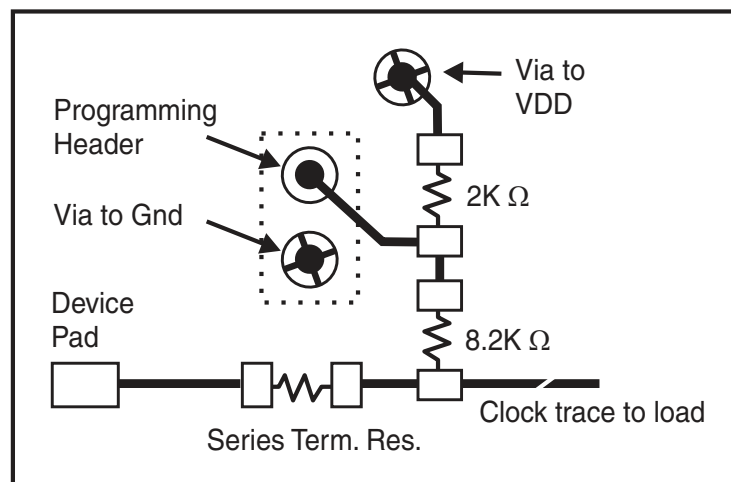 Via to
VDD
Programming
Header
2K Ω
Via to Gnd
Device
Pad
8.2K Ω
Clock trace to load
Series Term. Res.